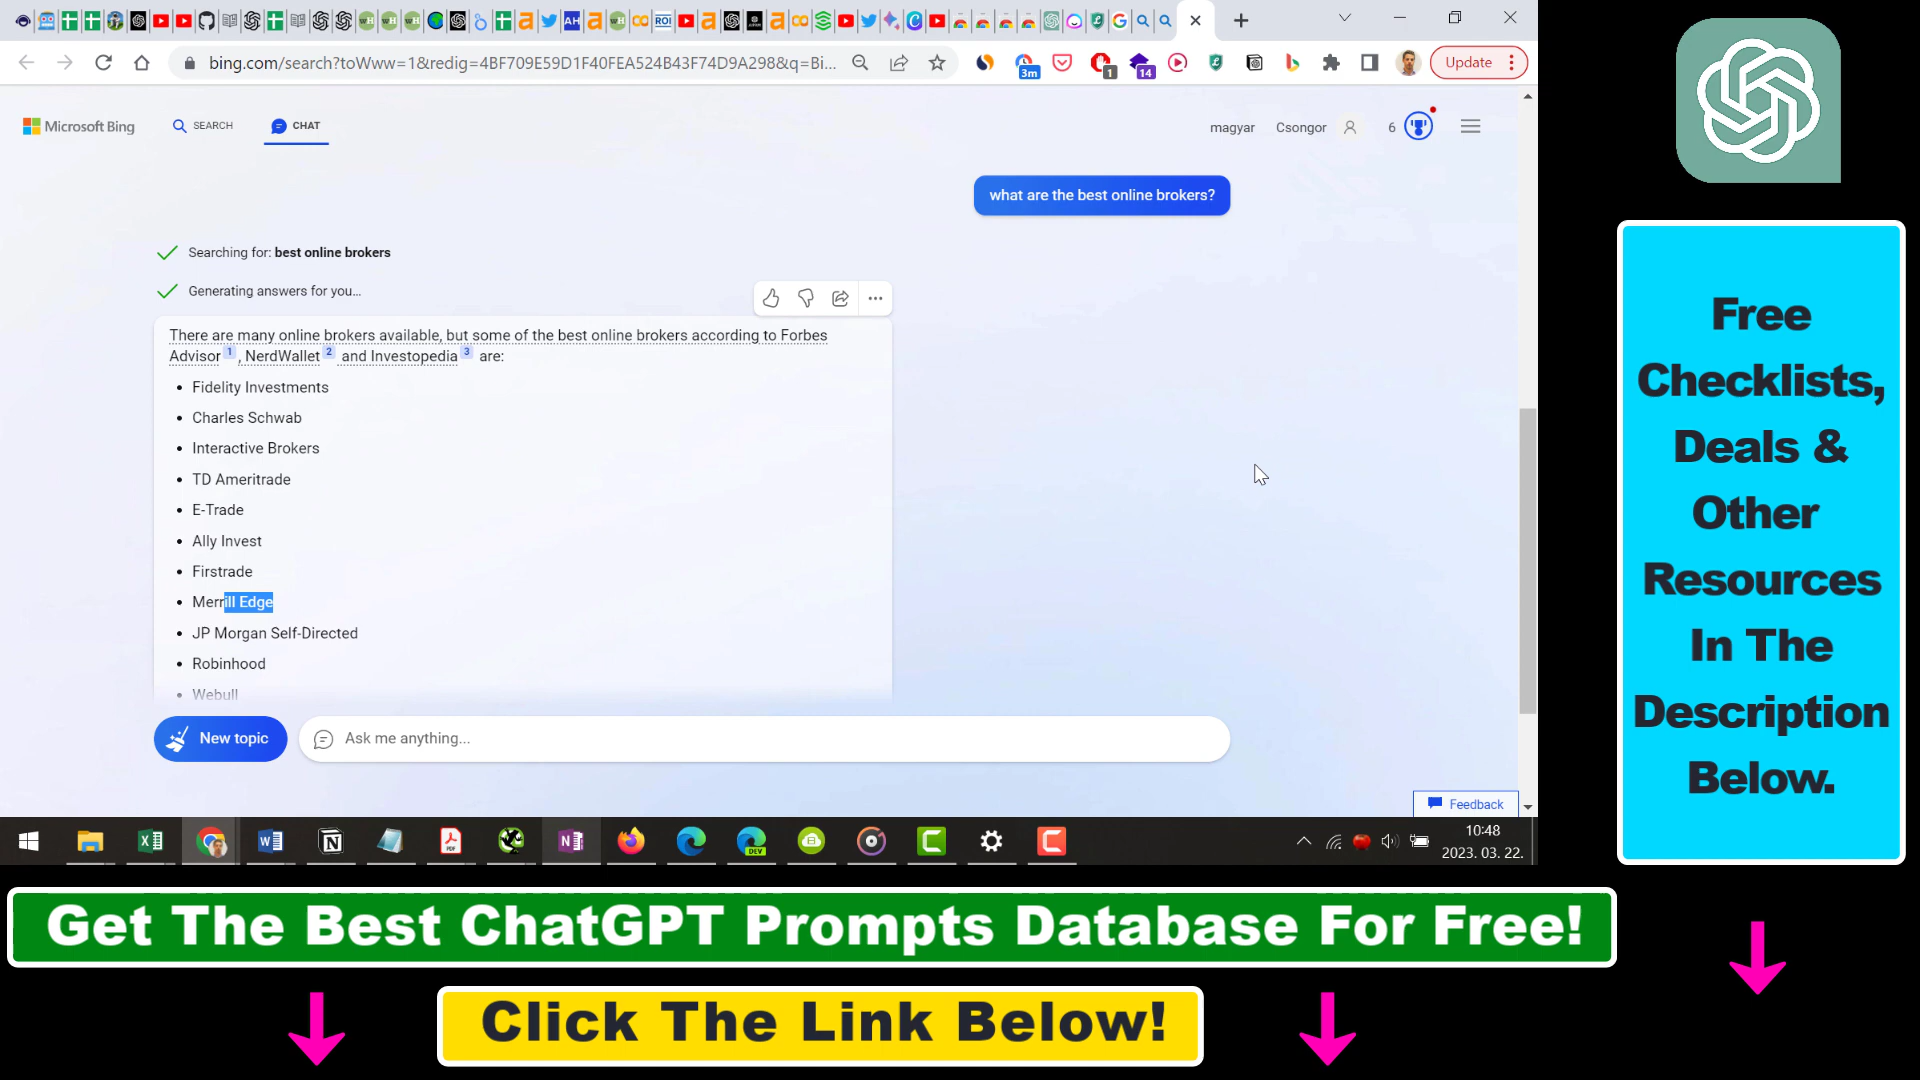 AH
ROI
bing.com/search?toWww=1&redig=4BF709E59D1F40FEA524B43F74D9A298&q=Bi...
3m
1
14
Update
Microsoft Bing
SEARCH
CHAT
magyar
Csongor
6
what are the best online brokers?
Searching for: best online brokers
Generating answers for you...
There are many online brokers available, but some of the best online brokers according to Forbes
Advisor 1 , NerdWallet 2 and Investopedia 3 are:
• Fidelity Investments
• Charles Schwab
• Interactive Brokers
• TD Ameritrade
• E-Trade
• Ally Invest
• Firstrade
• Merrill Edge
• JP Morgan Self-Directed
• Robinhood
• Webull
New topic
Ask me anything...
Feedback
10:48
2023. 03. 22.
Free
Checklists,
Deals &
Other
Resources
In The
Description
Below.
Get The Best ChatGPT Prompts Database For Free!
Click The Link Below!